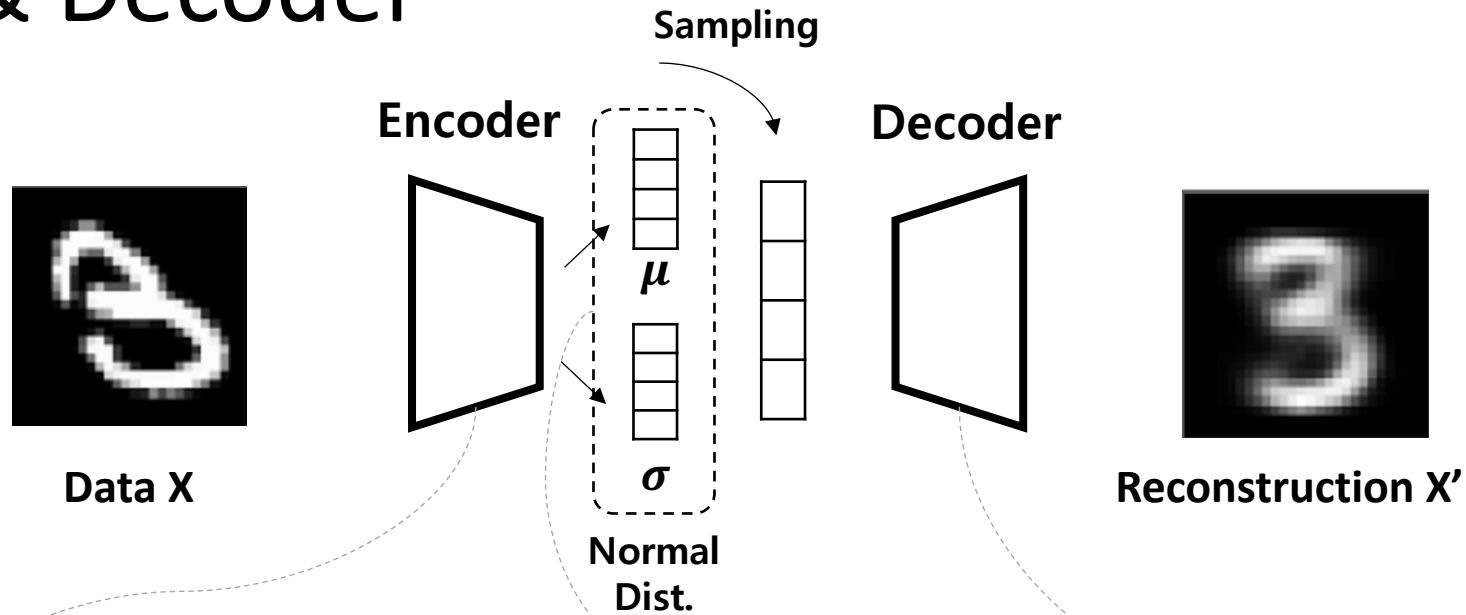 & Decoder
Sampling
Encoder
Decoder
μ
σ
Data X
Reconstruction X’
Normal
Dist.